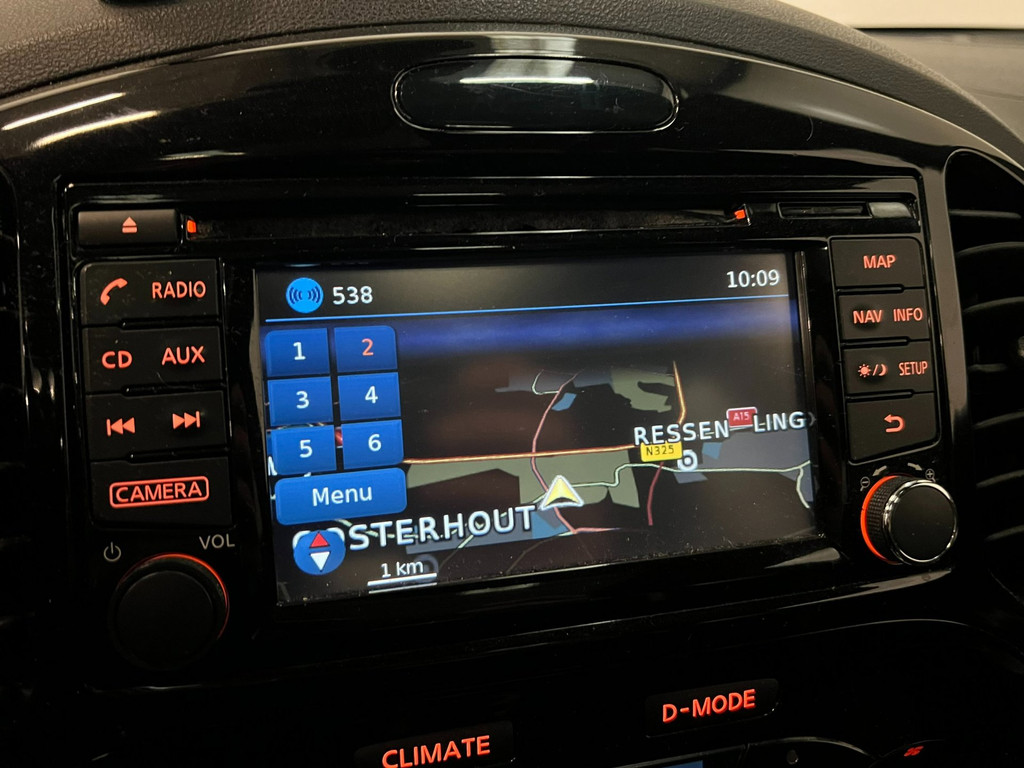 RADIO
CD AUX
CAMERA
VOL
538
10:09
1 2
3 4
5 6
Menu
RESSEN
A15
LING
N325
OSTERHOUT
1 km
MAP
NAV INFO
SETUP
D-MODE
CLIMATE